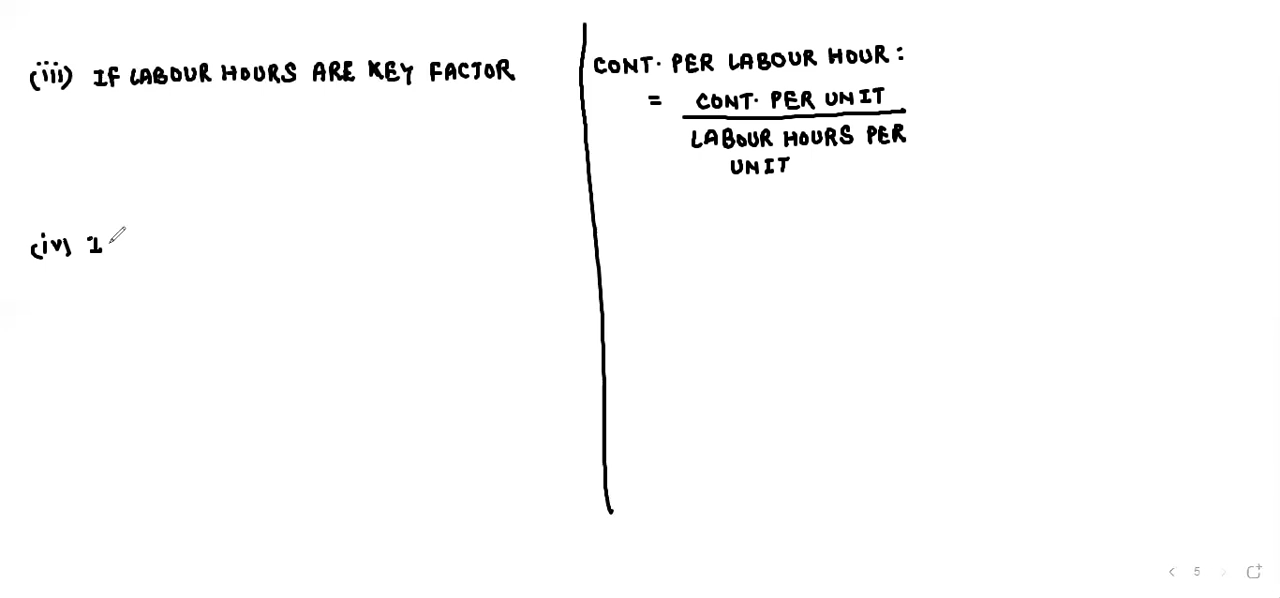 (iii) IF LABOUR HOURS ARE KEY FACTOR
CONT. PER LABOUR HOUR:
= CONT. PER UNIT
LABOUR HOURS PER
UNIT
(iv) I
< 5 >